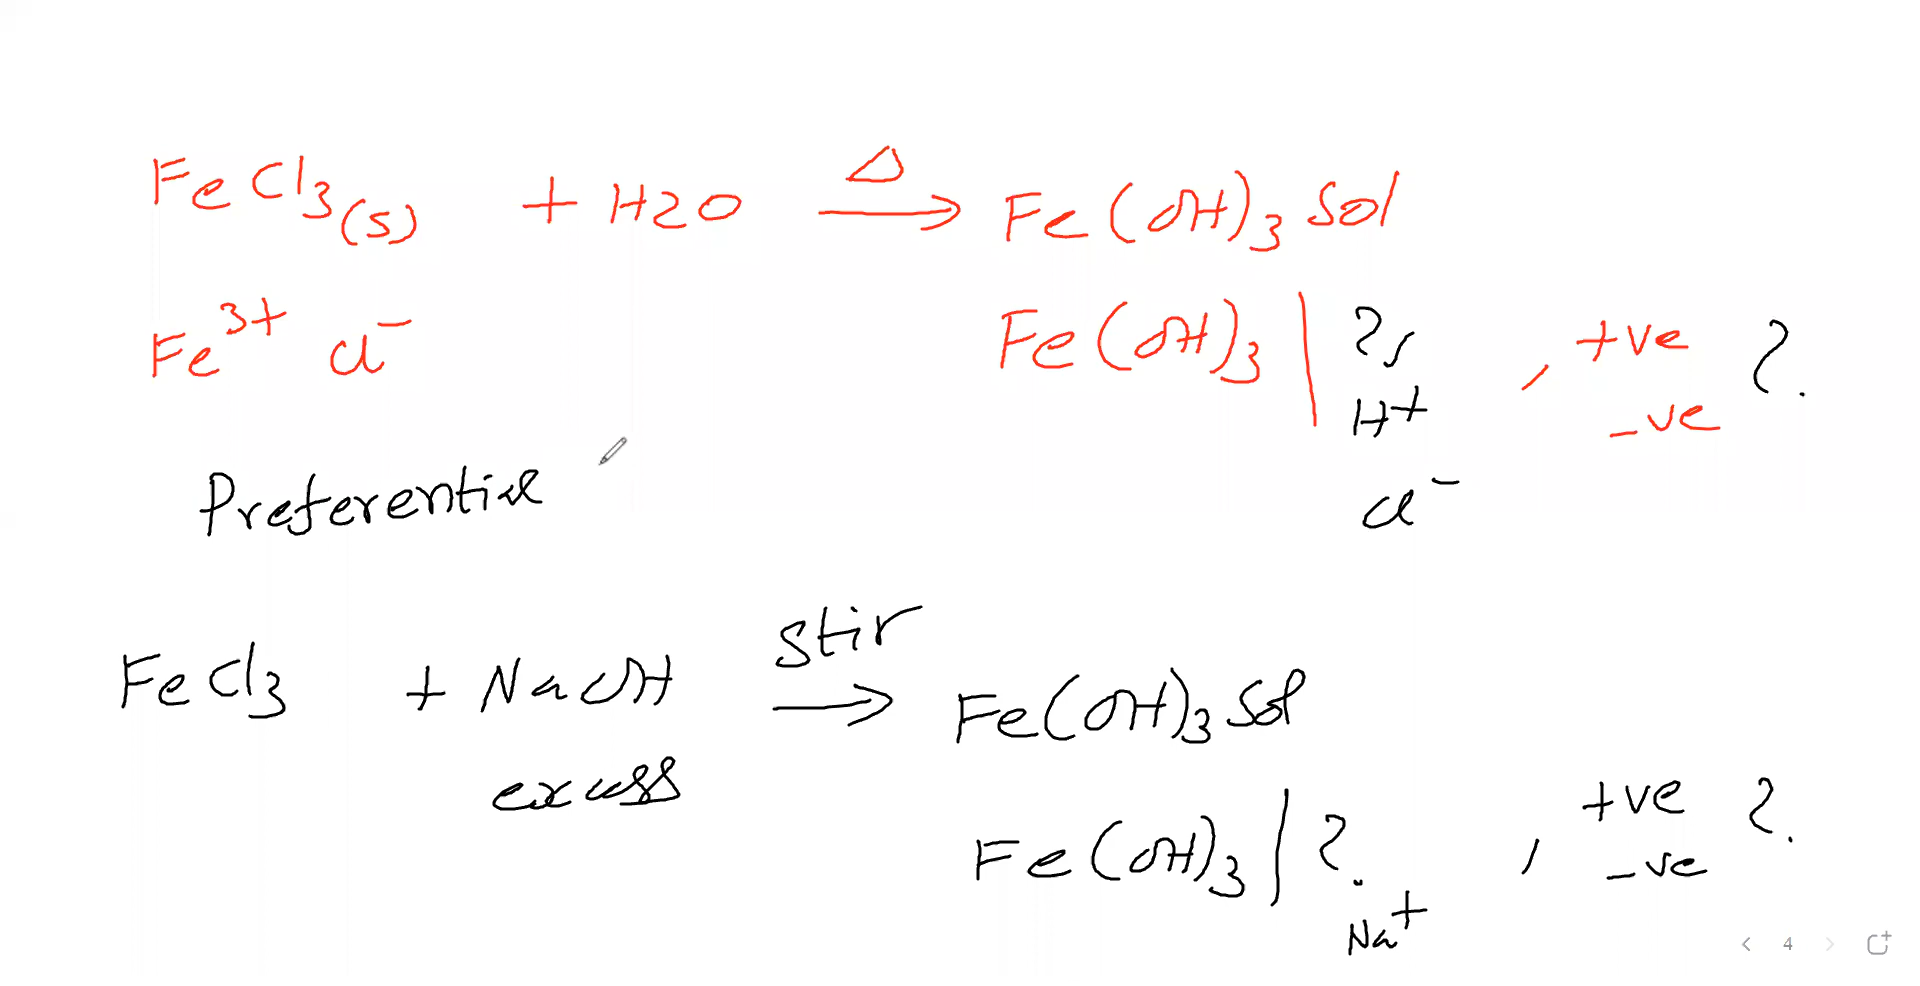 FeCl3(s) + H2O Δ→ Fe(OH)3 Sol
Fe3+ Cl− Fe(OH)3 | ?, , +ve ?.
H+ −ve
Cl−
Preferential
FeCl3 + NaOH stir→ Fe(OH)3 Sol
excess
Fe(OH)3 | ?. , +ve ?.
−ve
Na+
4